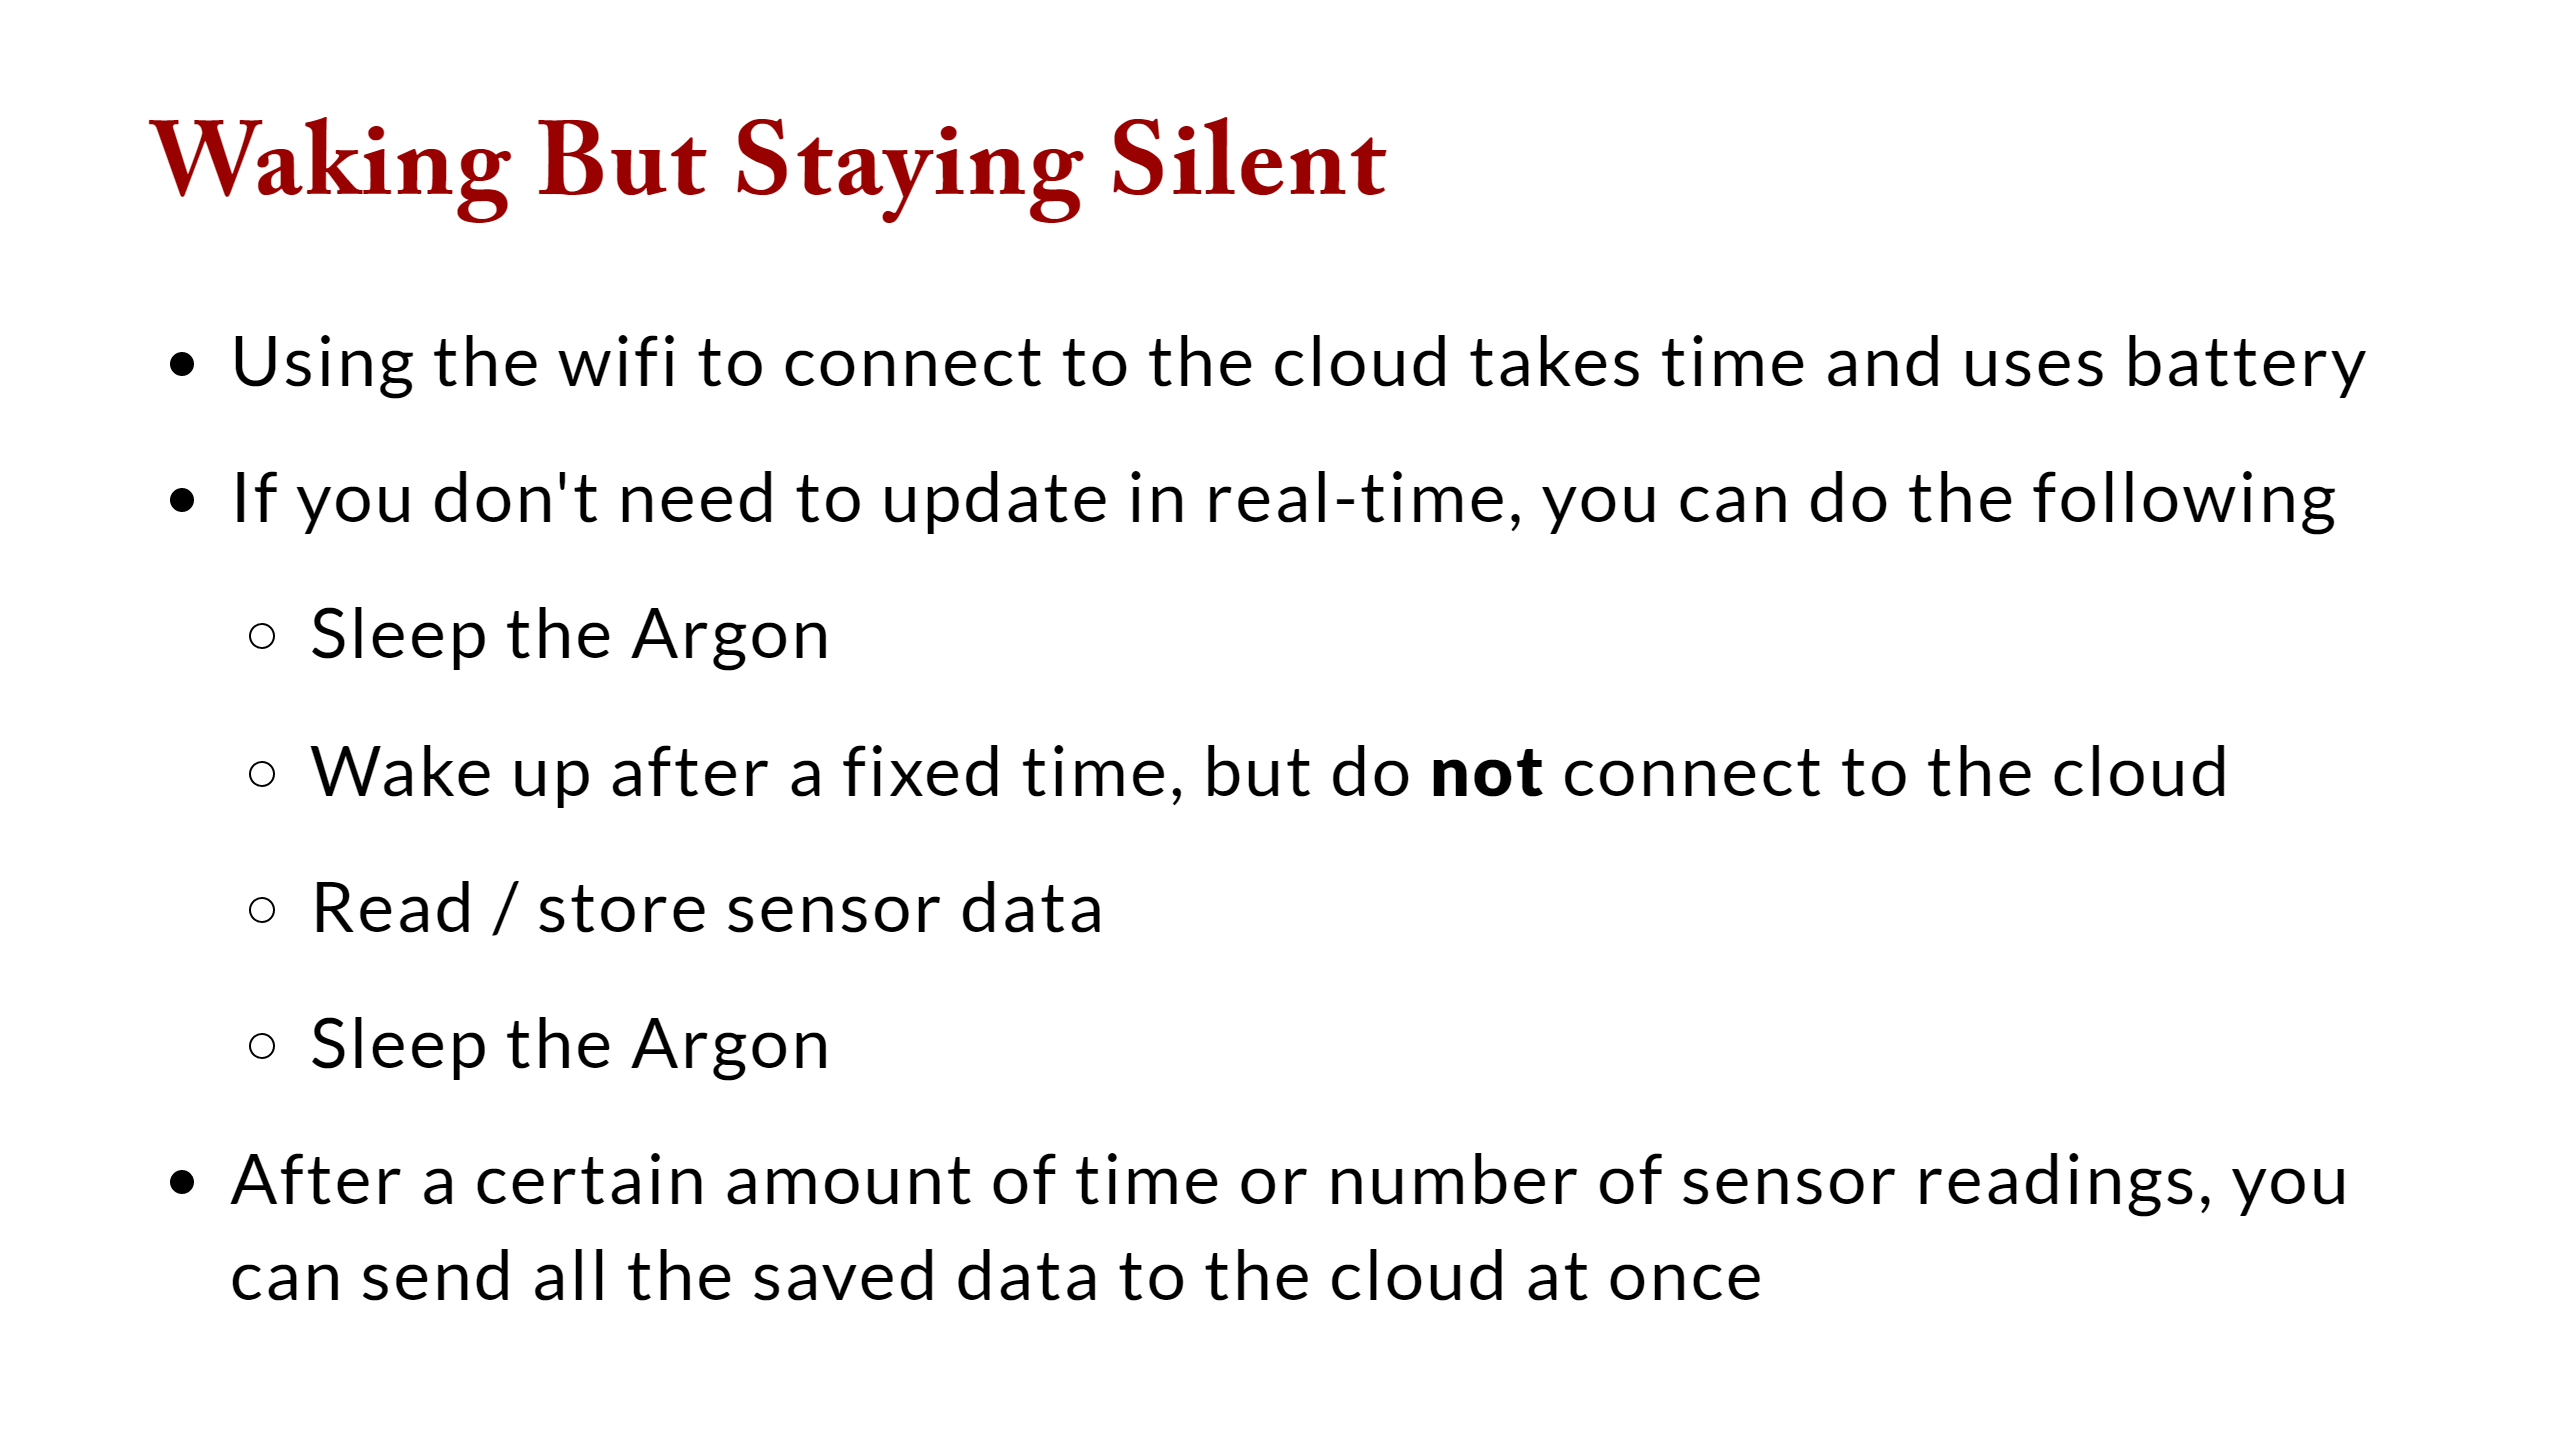 Waking But Staying Silent
• Using the wifi to connect to the cloud takes time and uses battery
• If you don't need to update in real-time, you can do the following
○ Sleep the Argon
○ Wake up after a fixed time, but do not connect to the cloud
○ Read / store sensor data
○ Sleep the Argon
• After a certain amount of time or number of sensor readings, you
can send all the saved data to the cloud at once